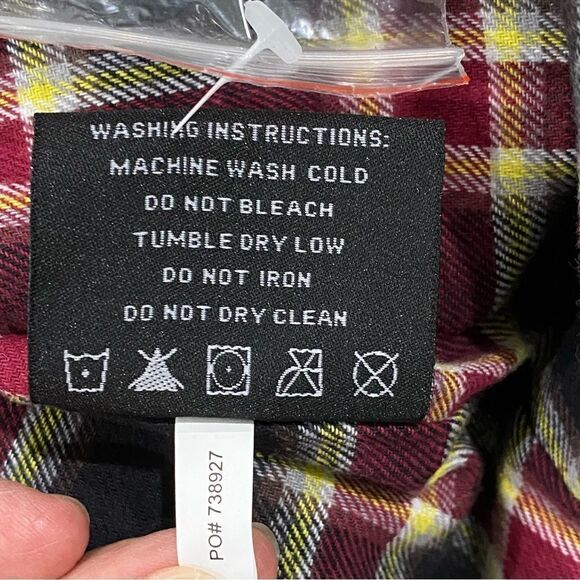 WASHING INSTRUCTIONS:
MACHINE WASH COLD
DO NOT BLEACH
TUMBLE DRY LOW
DO NOT IRON
DO NOT DRY CLEAN
PO# 738927